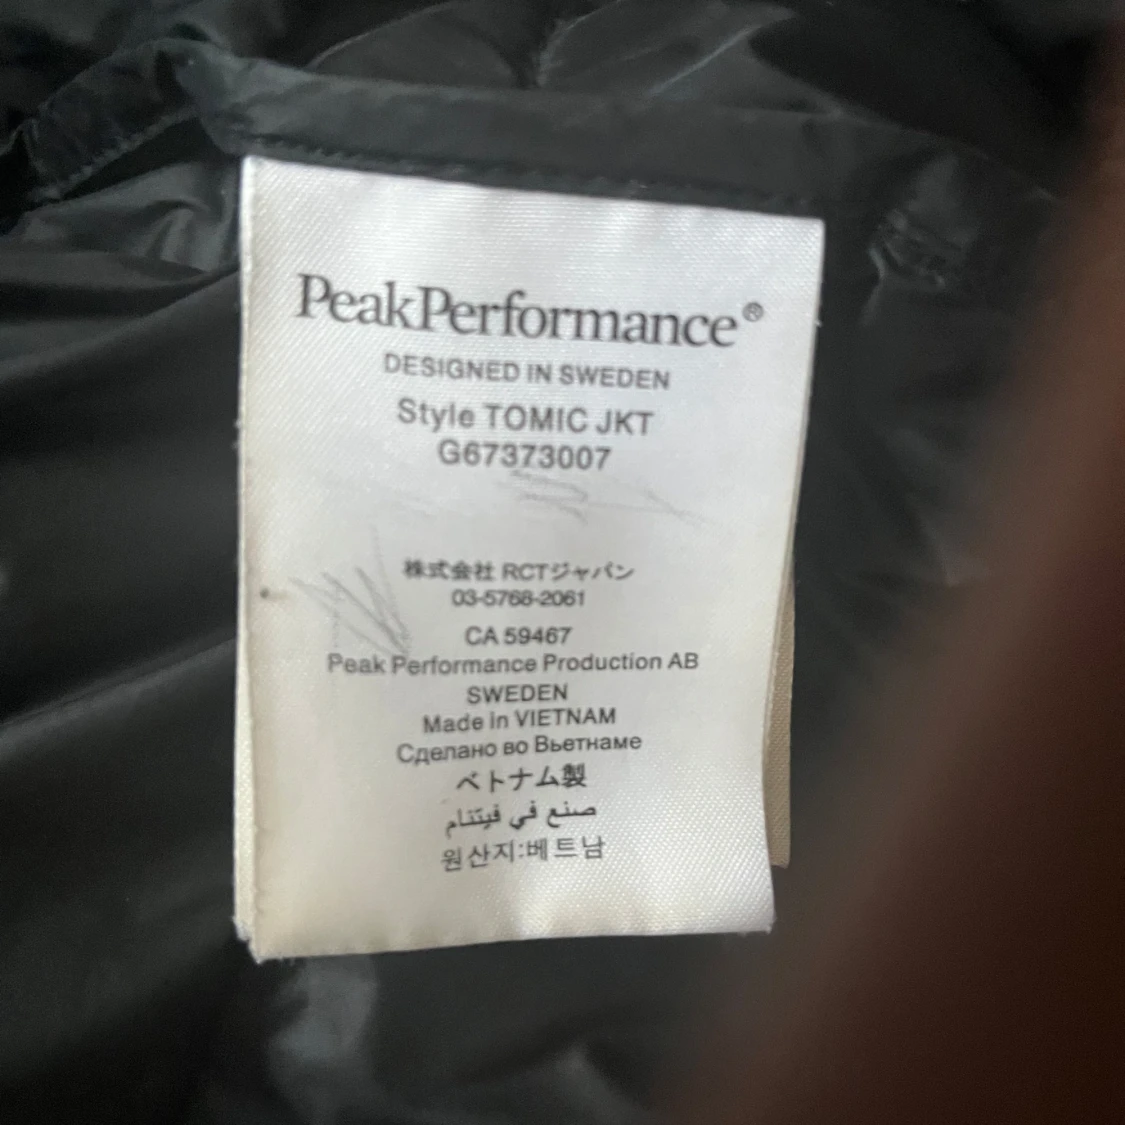 PeakPerformance®
DESIGNED IN SWEDEN
Style TOMIC JKT
G67373007
株式会社 RCTジャパン
03-5768-2061
CA 59467
Peak Performance Production AB
SWEDEN
Made in VIETNAM
Сделано во Вьетнаме
ベトナム製
صنع في فيتنام
원산지:베트남